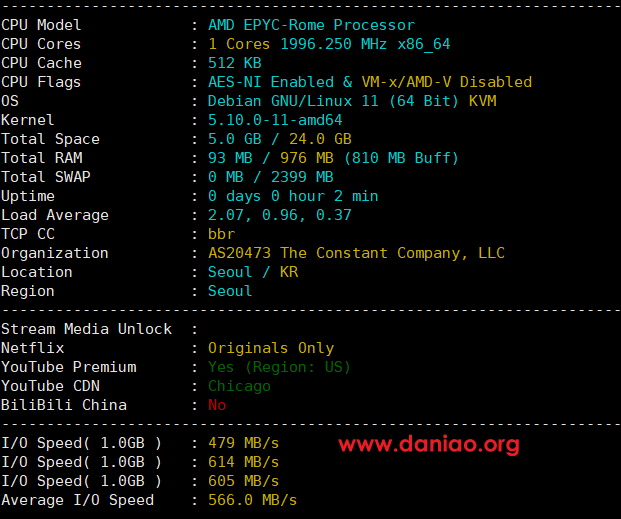 ----------------------------------------------------------------------
CPU Model            : AMD EPYC-Rome Processor
CPU Cores            : 1 Cores 1996.250 MHz x86_64
CPU Cache            : 512 KB
CPU Flags            : AES-NI Enabled & VM-x/AMD-V Disabled
OS                   : Debian GNU/Linux 11 (64 Bit) KVM
Kernel               : 5.10.0-11-amd64
Total Space          : 5.0 GB / 24.0 GB
Total RAM            : 93 MB / 976 MB (810 MB Buff)
Total SWAP           : 0 MB / 2399 MB
Uptime               : 0 days 0 hour 2 min
Load Average         : 2.07, 0.96, 0.37
TCP CC               : bbr
Organization         : AS20473 The Constant Company, LLC
Location             : Seoul / KR
Region               : Seoul
----------------------------------------------------------------------
Stream Media Unlock  :
Netflix              : Originals Only
YouTube Premium      : Yes (Region: US)
YouTube CDN          : Chicago
BiliBili China       : No
----------------------------------------------------------------------
I/O Speed( 1.0GB )   : 479 MB/s
www.daniao.org
I/O Speed( 1.0GB )   : 614 MB/s
I/O Speed( 1.0GB )   : 605 MB/s
Average I/O Speed    : 566.0 MB/s